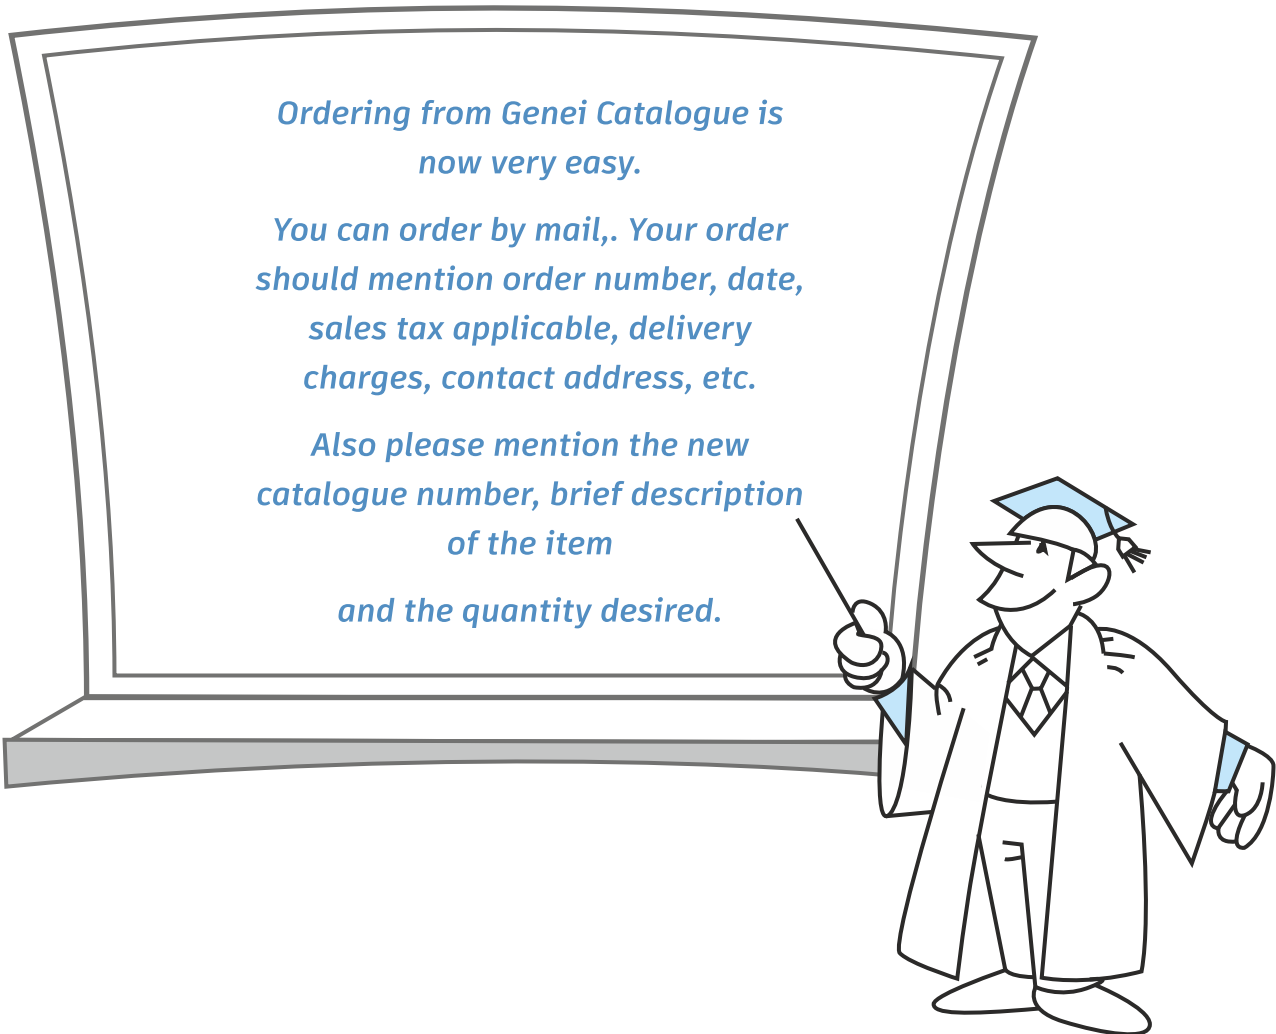 Ordering from Genei Catalogue is
now very easy.
You can order by mail,. Your order
should mention order number, date,
sales tax applicable, delivery
charges, contact address, etc.
Also please mention the new
catalogue number, brief description
of the item
and the quantity desired.